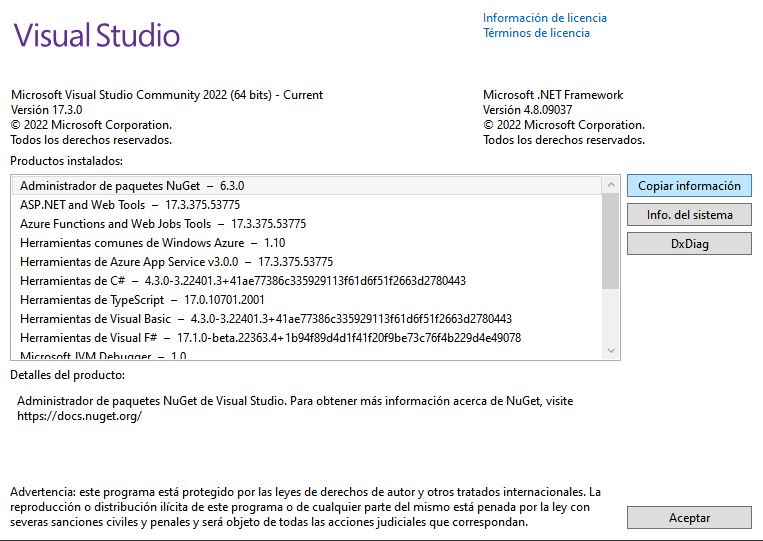 Visual Studio
Información de licencia
Términos de licencia
Microsoft Visual Studio Community 2022 (64 bits) - Current
Versión 17.3.0
© 2022 Microsoft Corporation.
Todos los derechos reservados.
Microsoft .NET Framework
Versión 4.8.09037
© 2022 Microsoft Corporation.
Todos los derechos reservados.
Productos instalados:
Administrador de paquetes NuGet – 6.3.0
ASP.NET and Web Tools – 17.3.375.53775
Azure Functions and Web Jobs Tools – 17.3.375.53775
Herramientas comunes de Windows Azure – 1.10
Herramientas de Azure App Service v3.0.0 – 17.3.375.53775
Herramientas de C# – 4.3.0-3.22401.3+41ae77386c335929113f61d6f51f2663d2780443
Herramientas de TypeScript – 17.0.10701.2001
Herramientas de Visual Basic – 4.3.0-3.22401.3+41ae77386c335929113f61d6f51f2663d2780443
Herramientas de Visual F# – 17.1.0-beta.22363.4+1b94f89d4d1f41f20f9be73c76f4b229d4e49078
Microsoft JVM Debugger – 1.0
Copiar información
Info. del sistema
DxDiag
Detalles del producto:
Administrador de paquetes NuGet de Visual Studio. Para obtener más información acerca de NuGet, visite
https://docs.nuget.org/
Advertencia: este programa está protegido por las leyes de derechos de autor y otros tratados internacionales. La
reproducción o distribución ilícita de este programa o de cualquier parte del mismo está penada por la ley con
severas sanciones civiles y penales y será objeto de todas las acciones judiciales que correspondan.
Aceptar